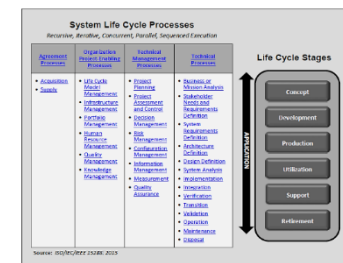 System Life Cycle Processes
Recursive, Iterative, Concurrent, Parallel, Sequenced Execution
Agreement
Processes
• Acquisition
• Supply
Organization
Project-Enabling
Processes
• Life Cycle
Model
Management
• Infrastructure
Management
• Portfolio
Management
• Human
Resource
Management
• Quality
Management
• Knowledge
Management
Technical
Management
Processes
• Project
Planning
• Project
Assessment
and Control
• Decision
Management
• Risk
Management
• Configuration
Management
• Information
Management
• Measurement
• Quality
Assurance
Technical
Processes
• Business or
Mission Analysis
• Stakeholder
Needs and
Requirements
Definition
• System
Requirements
Definition
• Architecture
Definition
• Design Definition
• System Analysis
• Implementation
• Integration
• Verification
• Transition
• Validation
• Operation
• Maintenance
• Disposal
Source: ISO/IEC/IEEE 15288: 2015
APPLICATION
Life Cycle Stages
Concept
Development
Production
Utilization
Support
Retirement